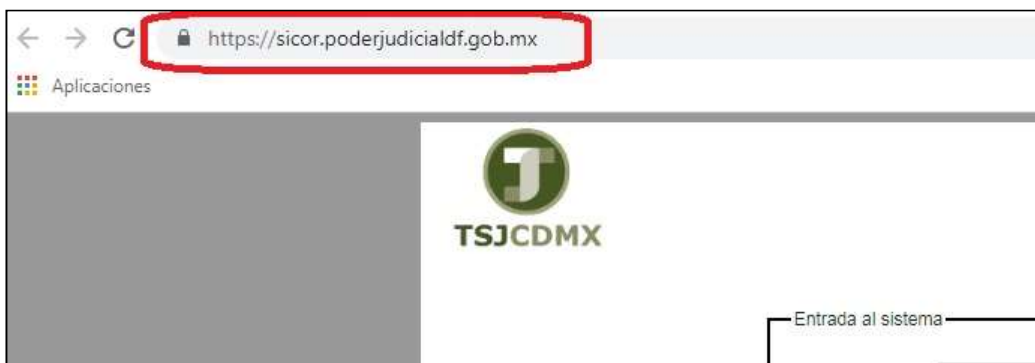 https://sicor.poderjudicialdf.gob.mx
Aplicaciones
TSJCDMX
Entrada al sistema